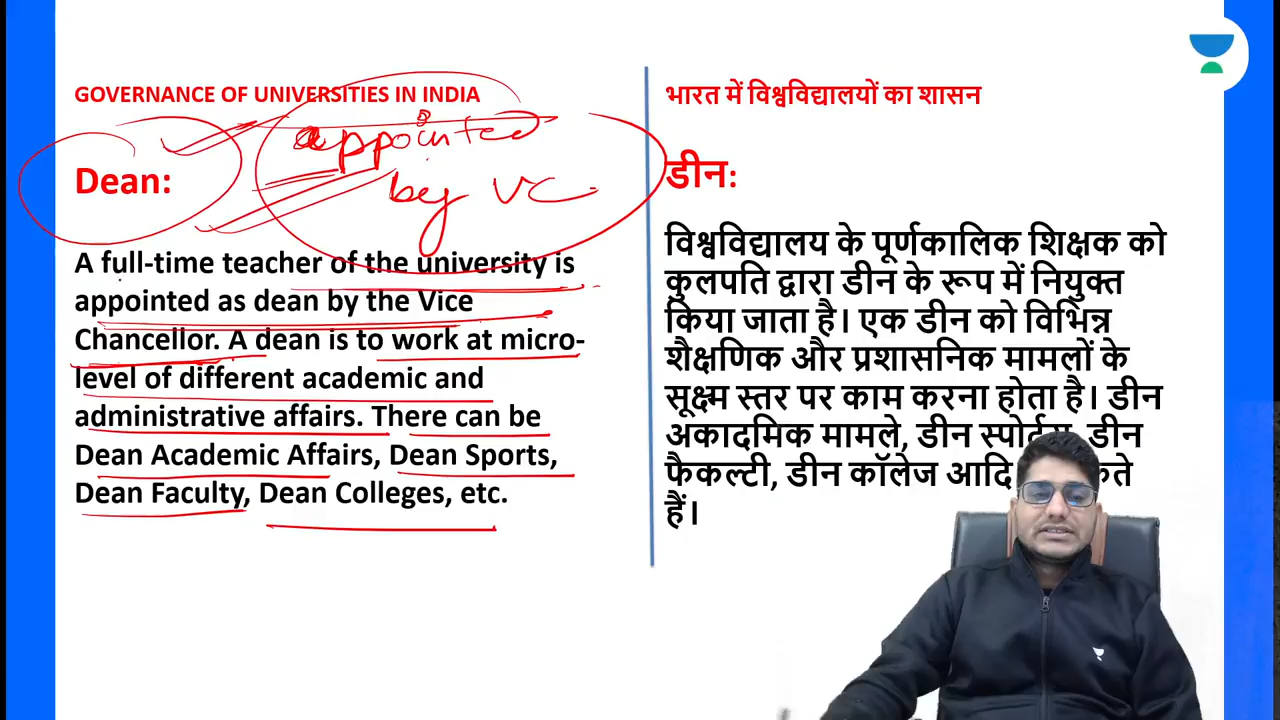 GOVERNANCE OF UNIVERSITIES IN INDIA
appointed
by VC
Dean:
A full-time teacher of the university is
appointed as dean by the Vice
Chancellor. A dean is to work at micro-
level of different academic and
administrative affairs. There can be
Dean Academic Affairs, Dean Sports,
Dean Faculty, Dean Colleges, etc.
भारत में विश्वविद्यालयों का शासन
डीन:
विश्वविद्यालय के पूर्णकालिक शिक्षक को
कुलपति द्वारा डीन के रूप में नियुक्त
किया जाता है। एक डीन को विभिन्न
शैक्षणिक और प्रशासनिक मामलों के
सूक्ष्म स्तर पर काम करना होता है। डीन
अकादमिक मामले, डीन डीन
फैकल्टी, डीन कॉलेज आदि
हैं।